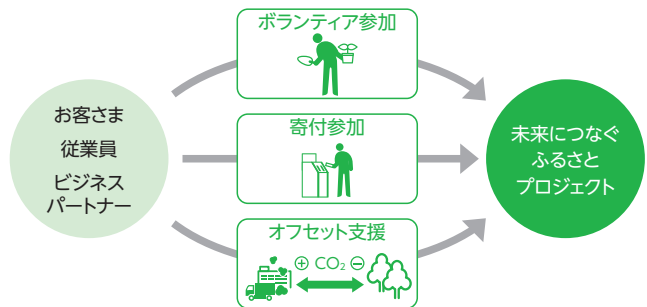 ボランティア参加
お客さま
従業員
ビジネス
パートナー
寄付参加
未来につなぐ
ふるさと
プロジェクト
オフセット支援
⊕ CO₂ ⊖